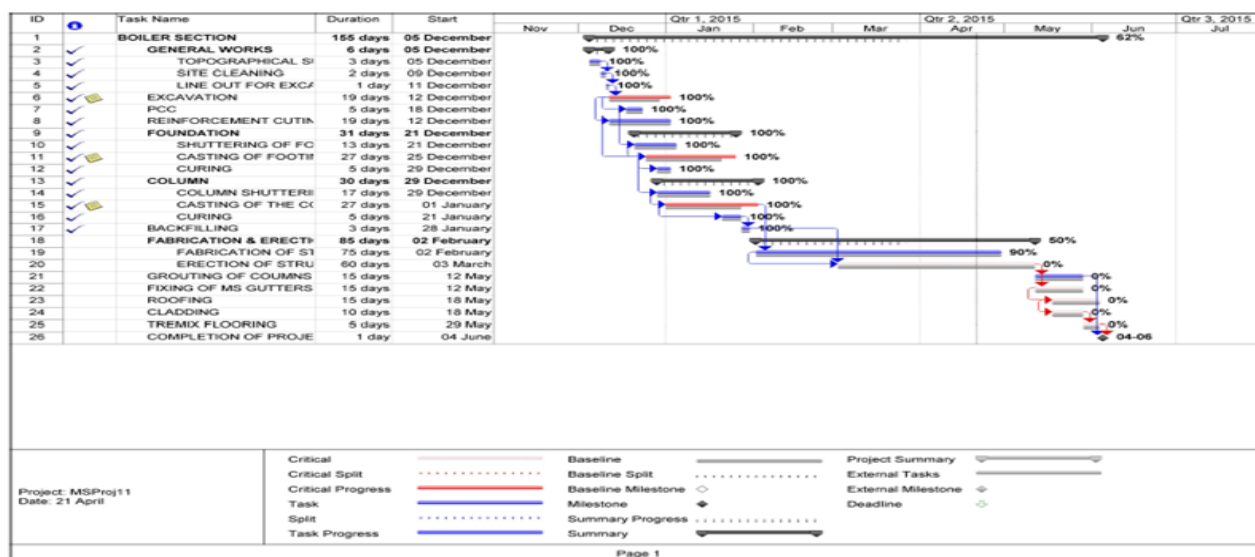 ID Task Name Duration Start Qtr 1, 2015 Qtr 2, 2015 Qtr 3, 2015
Nov Dec Jan Feb Mar Apr May Jun Jul
1 BOILER SECTION 155 days 05 December 62%
2 GENERAL WORKS 6 days 05 December 100%
3 TOPOGRAPHICAL 3 days 05 December 100%
4 SITE CLEANING 2 days 09 December 100%
5 LINE OUT FOR EXCA 1 day 11 December 100%
6 EXCAVATION 19 days 12 December 100%
7 PCC 5 days 18 December 100%
8 REINFORCEMENT CUTIN 19 days 12 December 100%
9 FOUNDATION 31 days 21 December 100%
10 SHUTTERING OF FC 13 days 21 December 100%
11 CASTING OF FOOTII 27 days 25 December 100%
12 CURING 5 days 29 December 100%
13 COLUMN 30 days 29 December 100%
14 COLUMN SHUTTERII 17 days 29 December 100%
15 CASTING OF THE CC 27 days 01 January 100%
16 CURING 5 days 21 January 100%
17 BACKFILLING 3 days 28 January 100%
18 FABRICATION & ERECTI 85 days 02 February 50%
19 FABRICATION OF ST 75 days 02 February 90%
20 ERECTION OF STRU 60 days 03 March 0%
21 GROUTING OF COUMNS 15 days 12 May 0%
22 FIXING OF MS GUTTERS 15 days 12 May 0%
23 ROOFING 15 days 18 May 0%
24 CLADDING 10 days 18 May 0%
25 TREMIX FLOORING 5 days 29 May 0%
26 COMPLETION OF PROJE 1 day 04 June 04-06
Project: MSProj11
Date: 21 April
Critical Baseline Project Summary
Critical Split Baseline Split External Tasks
Critical Progress Baseline Milestone External Milestone
Task Milestone Deadline
Split Summary Progress
Task Progress Summary
Page 1